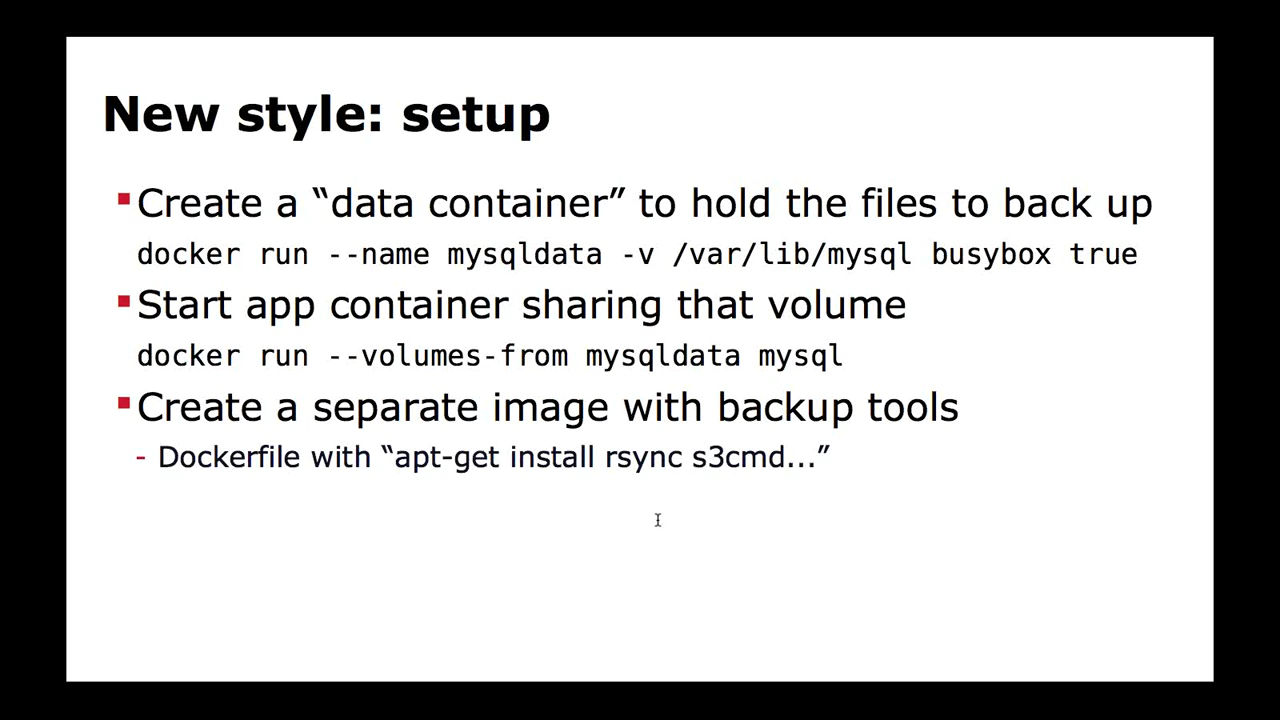 New style: setup
Create a “data container” to hold the files to back up
docker run --name mysqldata -v /var/lib/mysql busybox true
Start app container sharing that volume
docker run --volumes-from mysqldata mysql
Create a separate image with backup tools
- Dockerfile with “apt-get install rsync s3cmd...”